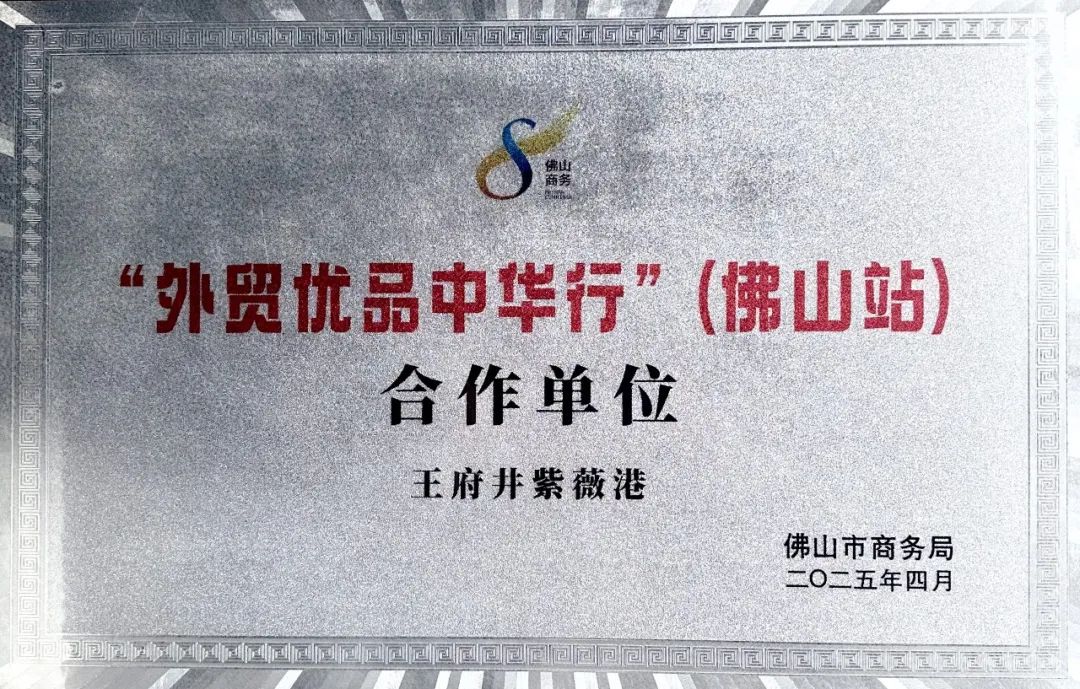 佛山
商务
“外贸优品中华行”（佛山站）
合作单位
王府井紫薇港
佛山市商务局
二〇二五年四月